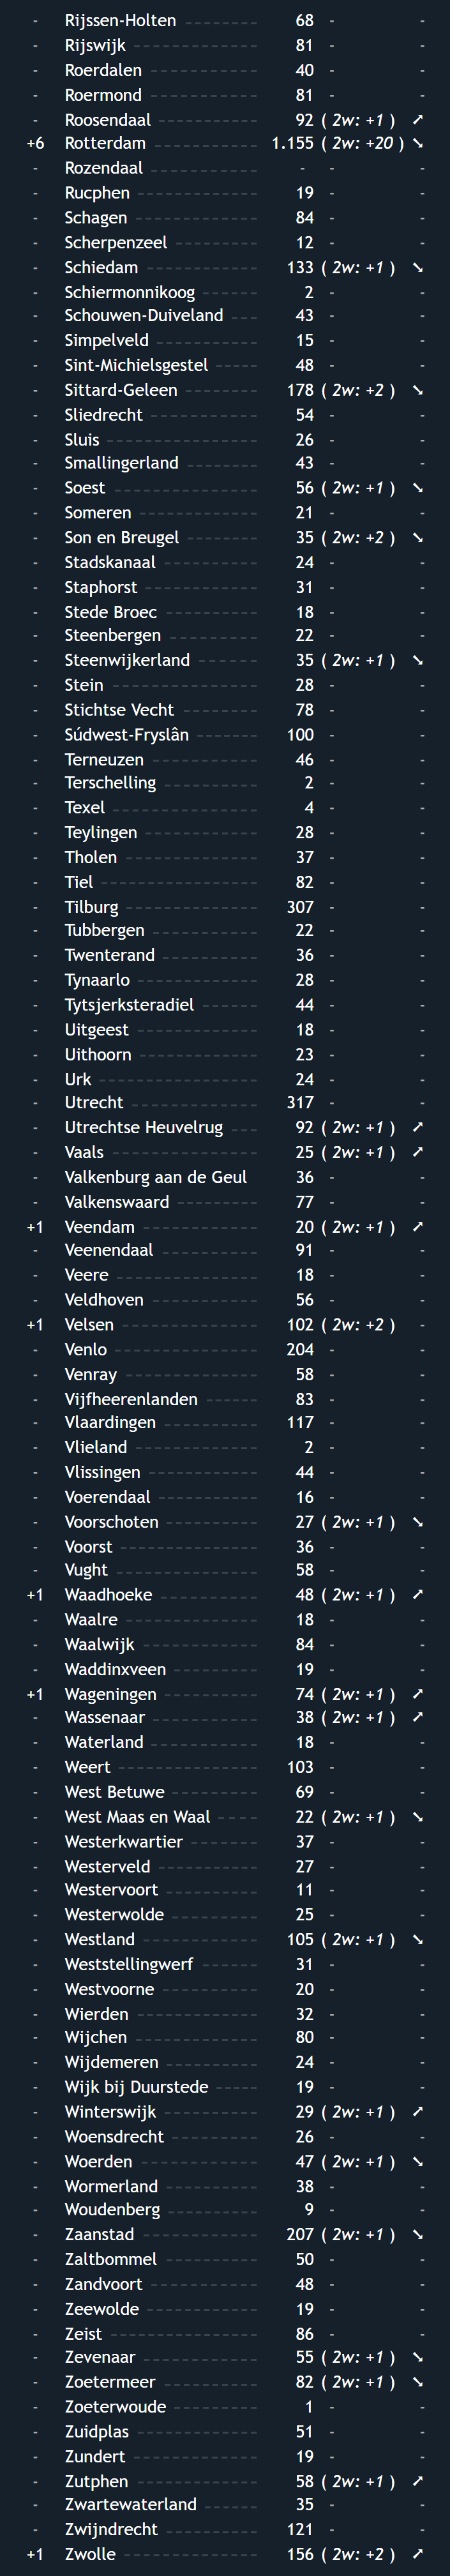 - Rijssen-Holten 68 - -
- Rijswijk 81 - -
- Roerdalen 40 - -
- Roermond 81 - -
- Roosendaal 92 ( 2w: +1 ) ➚
+6 Rotterdam 1.155 ( 2w: +20 ) ➘
- Rozendaal - - -
- Rucphen 19 - -
- Schagen 84 - -
- Scherpenzeel 12 - -
- Schiedam 133 ( 2w: +1 ) ➘
- Schiermonnikoog 2 - -
- Schouwen-Duiveland 43 - -
- Simpelveld 15 - -
- Sint-Michielsgestel 48 - -
- Sittard-Geleen 178 ( 2w: +2 ) ➘
- Sliedrecht 54 - -
- Sluis 26 - -
- Smallingerland 43 - -
- Soest 56 ( 2w: +1 ) ➘
- Someren 21 - -
- Son en Breugel 35 ( 2w: +2 ) ➘
- Stadskanaal 24 - -
- Staphorst 31 - -
- Stede Broec 18 - -
- Steenbergen 22 - -
- Steenwijkerland 35 ( 2w: +1 ) ➘
- Stein 28 - -
- Stichtse Vecht 78 - -
- Súdwest-Fryslân 100 - -
- Terneuzen 46 - -
- Terschelling 2 - -
- Texel 4 - -
- Teylingen 28 - -
- Tholen 37 - -
- Tiel 82 - -
- Tilburg 307 - -
- Tubbergen 22 - -
- Twenterand 36 - -
- Tynaarlo 28 - -
- Tytsjerksteradiel 44 - -
- Uitgeest 18 - -
- Uithoorn 23 - -
- Urk 24 - -
- Utrecht 317 - -
- Utrechtse Heuvelrug 92 ( 2w: +1 ) ➚
- Vaals 25 ( 2w: +1 ) ➚
- Valkenburg aan de Geul 36 - -
- Valkenswaard 77 - -
+1 Veendam 20 ( 2w: +1 ) ➚
- Veenendaal 91 - -
- Veere 18 - -
- Veldhoven 56 - -
+1 Velsen 102 ( 2w: +2 ) -
- Venlo 204 - -
- Venray 58 - -
- Vijfheerenlanden 83 - -
- Vlaardingen 117 - -
- Vlieland 2 - -
- Vlissingen 44 - -
- Voerendaal 16 - -
- Voorschoten 27 ( 2w: +1 ) ➘
- Voorst 36 - -
- Vught 58 - -
+1 Waadhoeke 48 ( 2w: +1 ) ➚
- Waalre 18 - -
- Waalwijk 84 - -
- Waddinxveen 19 - -
+1 Wageningen 74 ( 2w: +1 ) ➚
- Wassenaar 38 ( 2w: +1 ) ➚
- Waterland 18 - -
- Weert 103 - -
- West Betuwe 69 - -
- West Maas en Waal 22 ( 2w: +1 ) ➘
- Westerkwartier 37 - -
- Westerveld 27 - -
- Westervoort 11 - -
- Westerwolde 25 - -
- Westland 105 ( 2w: +1 ) ➘
- Weststellingwerf 31 - -
- Westvoorne 20 - -
- Wierden 32 - -
- Wijchen 80 - -
- Wijdemeren 24 - -
- Wijk bij Duurstede 19 - -
- Winterswijk 29 ( 2w: +1 ) ➚
- Woensdrecht 26 - -
- Woerden 47 ( 2w: +1 ) ➘
- Wormerland 38 - -
- Woudenberg 9 - -
- Zaanstad 207 ( 2w: +1 ) ➘
- Zaltbommel 50 - -
- Zandvoort 48 - -
- Zeewolde 19 - -
- Zeist 86 - -
- Zevenaar 55 ( 2w: +1 ) ➘
- Zoetermeer 82 ( 2w: +1 ) ➘
- Zoeterwoude 1 - -
- Zuidplas 51 - -
- Zundert 19 - -
- Zutphen 58 ( 2w: +1 ) ➚
- Zwartewaterland 35 - -
- Zwijndrecht 121 - -
+1 Zwolle 156 ( 2w: +2 ) ➚